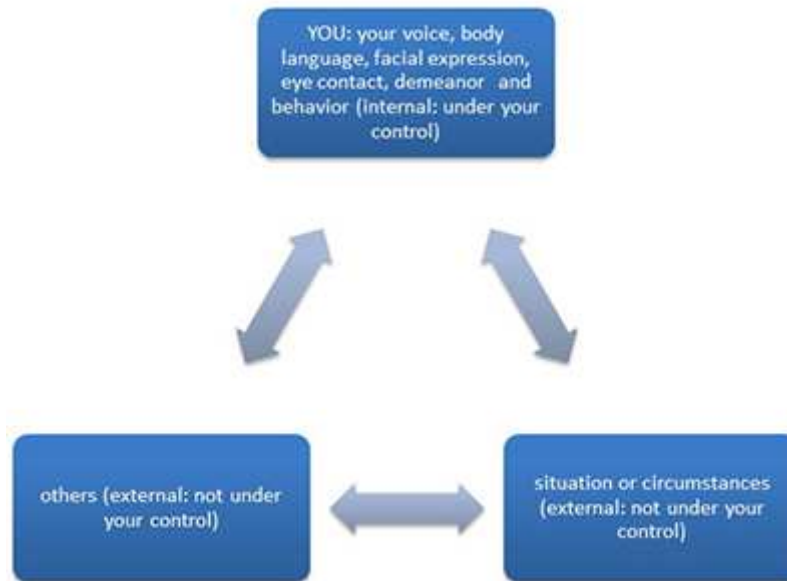 YOU: your voice, body
language, facial expression,
eye contact, demeanor and
behavior (internal: under your
control)
others (external: not under
your control)
situation or circumstances
(external: not under your
control)